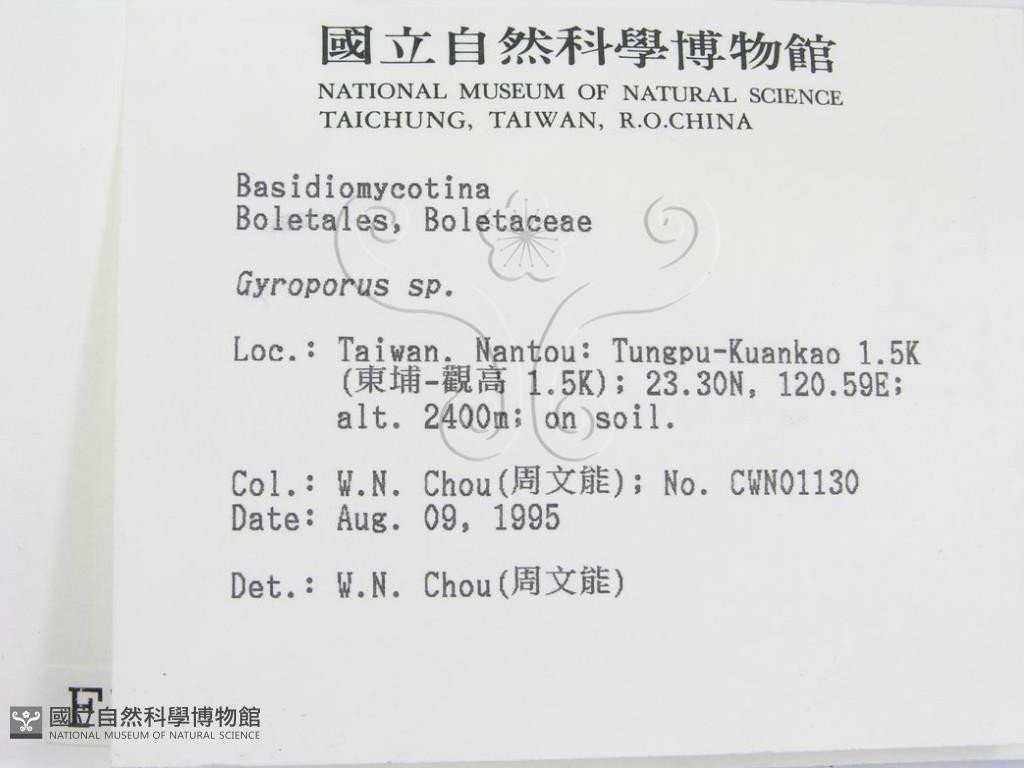 國立自然科學博物館
NATIONAL MUSEUM OF NATURAL SCIENCE
TAICHUNG, TAIWAN, R.O.CHINA
Basidiomycotina
Boletales, Boletaceae
Gyroporus sp.
Loc.: Taiwan. Nantou: Tungpu-Kuankao 1.5K
(東埔-觀高 1.5K); 23.30N, 120.59E;
alt. 2400m; on soil.
Col.: W.N. Chou(周文能); No. CWN01130
Date: Aug. 09, 1995
Det.: W.N. Chou(周文能)
F
國立自然科學博物館
NATIONAL MUSEUM OF NATURAL SCIENCE